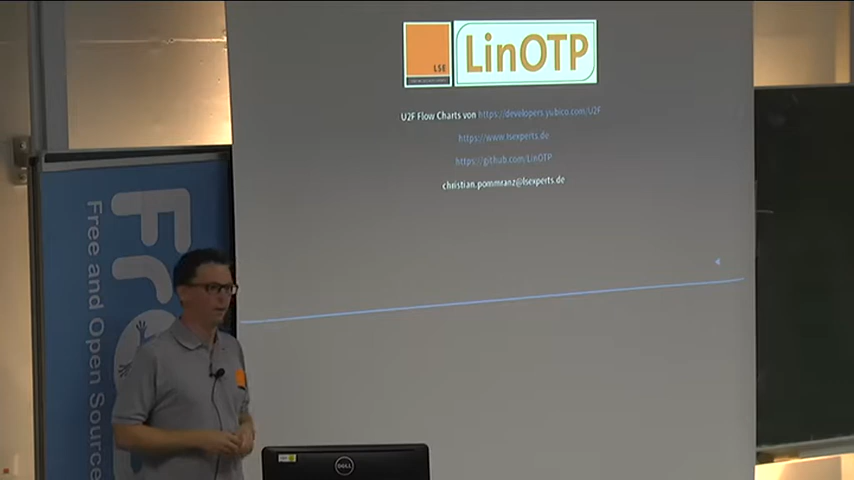 LSE
LinOTP
U2F Flow Charts von https://developers.yubico.com/U2F
https://www.lsexperts.de
https://github.com/LinOTP
christian.pommranz@lsexperts.de
Free and Open Source
Fr
DELL